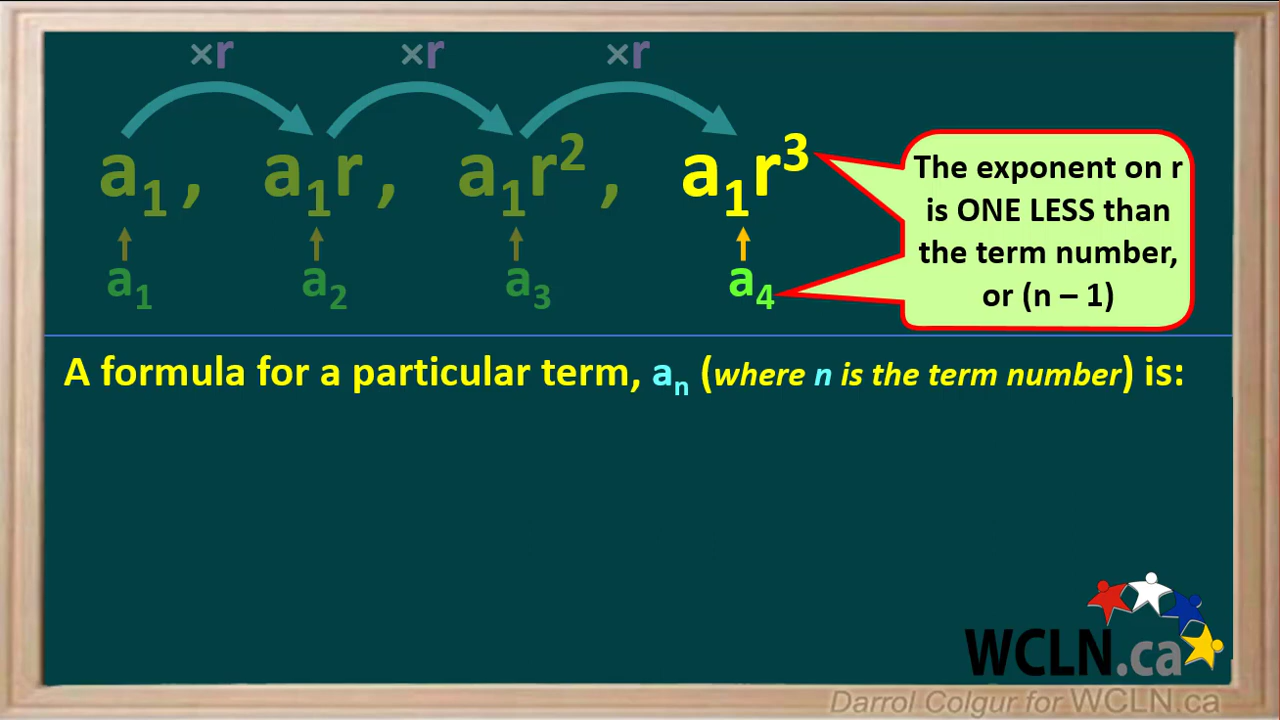 ×r ×r ×r
a₁, a₁r, a₁r², a₁r³
a₁ a₂ a₃ a₄
The exponent on r
is ONE LESS than
the term number,
or (n – 1)
A formula for a particular term, aₙ (where n is the term number) is:
WCLN.ca
Darrol Colgur for WCLN.ca